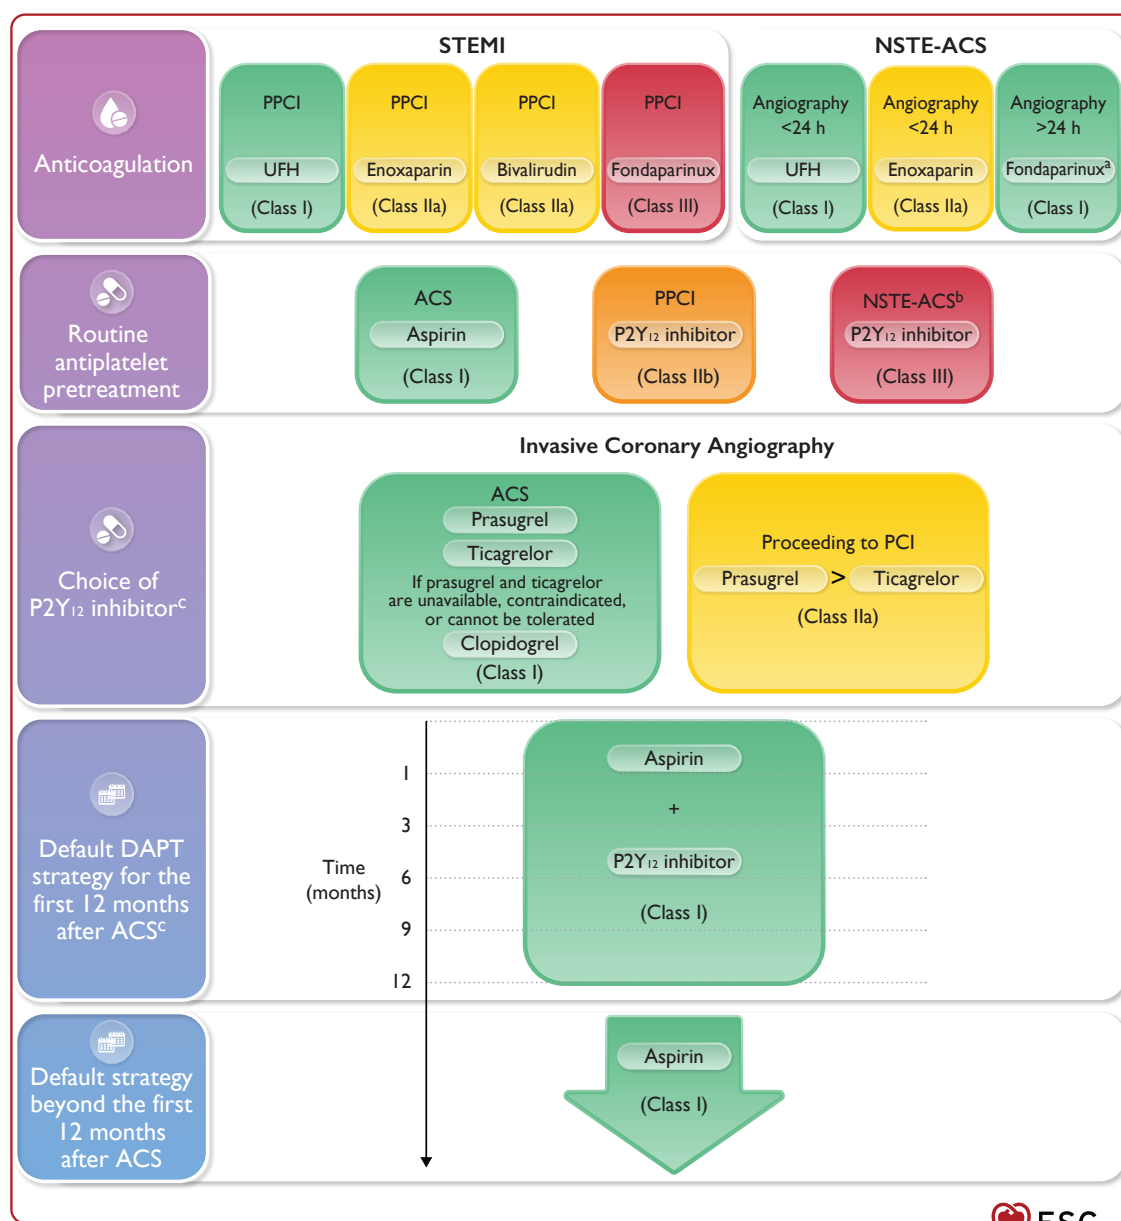 STEMI
NSTE-ACS
Anticoagulation
PPCI
UFH
(Class I)
PPCI
Enoxaparin
(Class IIa)
PPCI
Bivalirudin
(Class IIa)
PPCI
Fondaparinux
(Class III)
Angiography
<24 h
UFH
(Class I)
Angiography
<24 h
Enoxaparin
(Class IIa)
Angiography
>24 h
Fondaparinuxᵃ
(Class I)
Routine
antiplatelet
pretreatment
ACS
Aspirin
(Class I)
PPCI
P2Y₁₂ inhibitor
(Class IIb)
NSTE-ACSᵇ
P2Y₁₂ inhibitor
(Class III)
Choice of
P2Y₁₂ inhibitorᶜ
Invasive Coronary Angiography
ACS
Prasugrel
Ticagrelor
If prasugrel and ticagrelor
are unavailable, contraindicated,
or cannot be tolerated
Clopidogrel
(Class I)
Proceeding to PCI
Prasugrel > Ticagrelor
(Class IIa)
Default DAPT
strategy for the
first 12 months
after ACSᶜ
Time
(months)
1
3
6
9
12
Aspirin
+
P2Y₁₂ inhibitor
(Class I)
Default strategy
beyond the first
12 months
after ACS
Aspirin
(Class I)
ESC